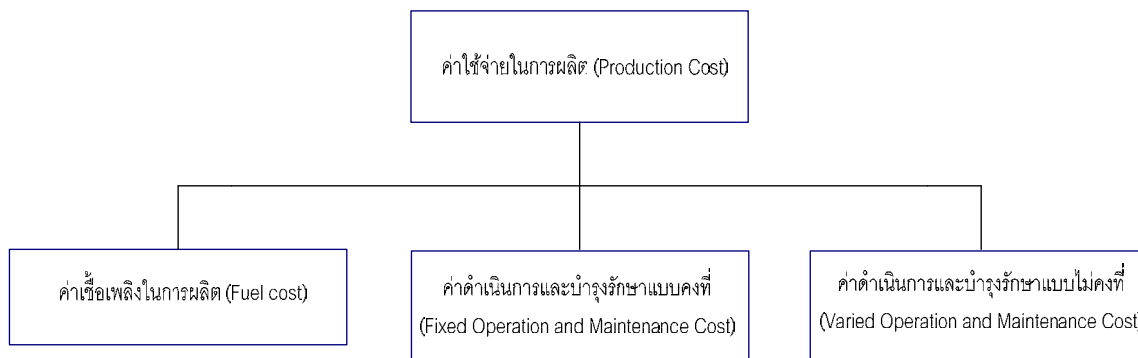 ค่าใช้จ่ายในการผลิต (Production Cost)
ค่าเชื้อเพลิงในการผลิต (Fuel cost)
ค่าดำเนินการและบำรุงรักษาแบบคงที่
(Fixed Operation and Maintenance Cost)
ค่าดำเนินการและบำรุงรักษาแบบไม่คงที่
(Varied Operation and Maintenance Cost)